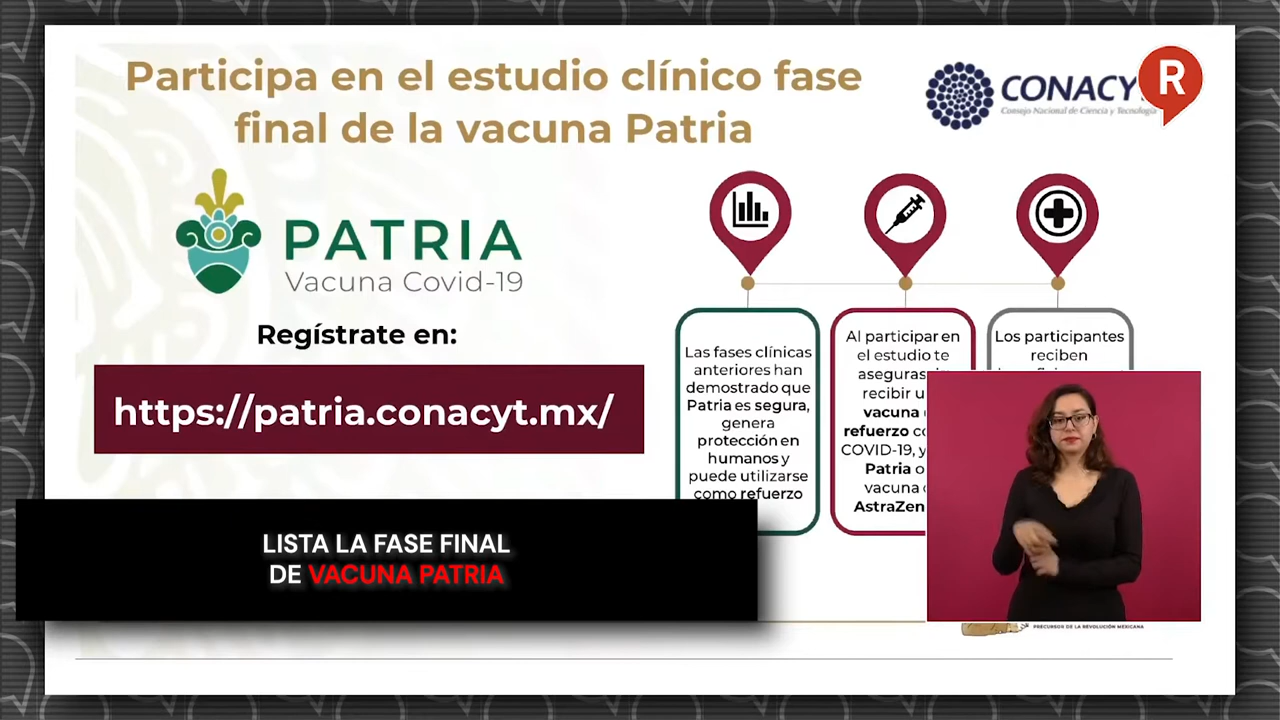 Participa en el estudio clínico fase
final de la vacuna Patria
CONACY
Consejo Nacional de Ciencia y Tecnología
R
PATRIA
Vacuna Covid-19
Regístrate en:
https://patria.conacyt.mx/
Las fases clínicas
anteriores han
demostrado que
Patria es segura,
genera
protección en
humanos y
puede utilizarse
como refuerzo
Al participar en
el estudio te
aseguras
recibir u
vacuna
refuerzo co
COVID-19, y
Patria o
vacuna
AstraZen
Los participantes
reciben
LISTA LA FASE FINAL
DE VACUNA PATRIA
PRECURSOR DE LA REVOLUCIÓN MEXICANA